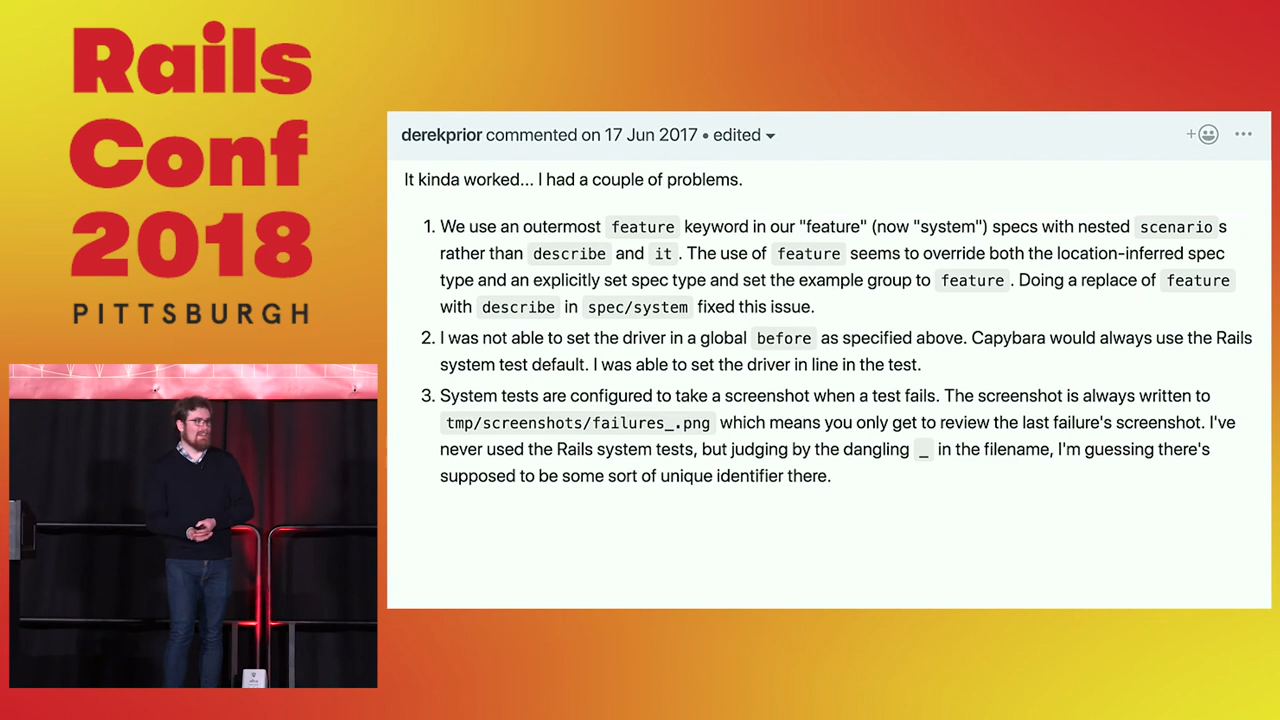 Rails
Conf
2018
PITTSBURGH
derekprior commented on 17 Jun 2017 • edited
It kinda worked... I had a couple of problems.
1. We use an outermost feature keyword in our "feature" (now "system") specs with nested scenarios
rather than describe and it. The use of feature seems to override both the location-inferred spec
type and an explicitly set spec type and set the example group to feature. Doing a replace of feature
with describe in spec/system fixed this issue.
2. I was not able to set the driver in a global before as specified above. Capybara would always use the Rails
system test default. I was able to set the driver in line in the test.
3. System tests are configured to take a screenshot when a test fails. The screenshot is always written to
tmp/screenshots/failures_.png which means you only get to review the last failure's screenshot. I've
never used the Rails system tests, but judging by the dangling _ in the filename, I'm guessing there's
supposed to be some sort of unique identifier there.